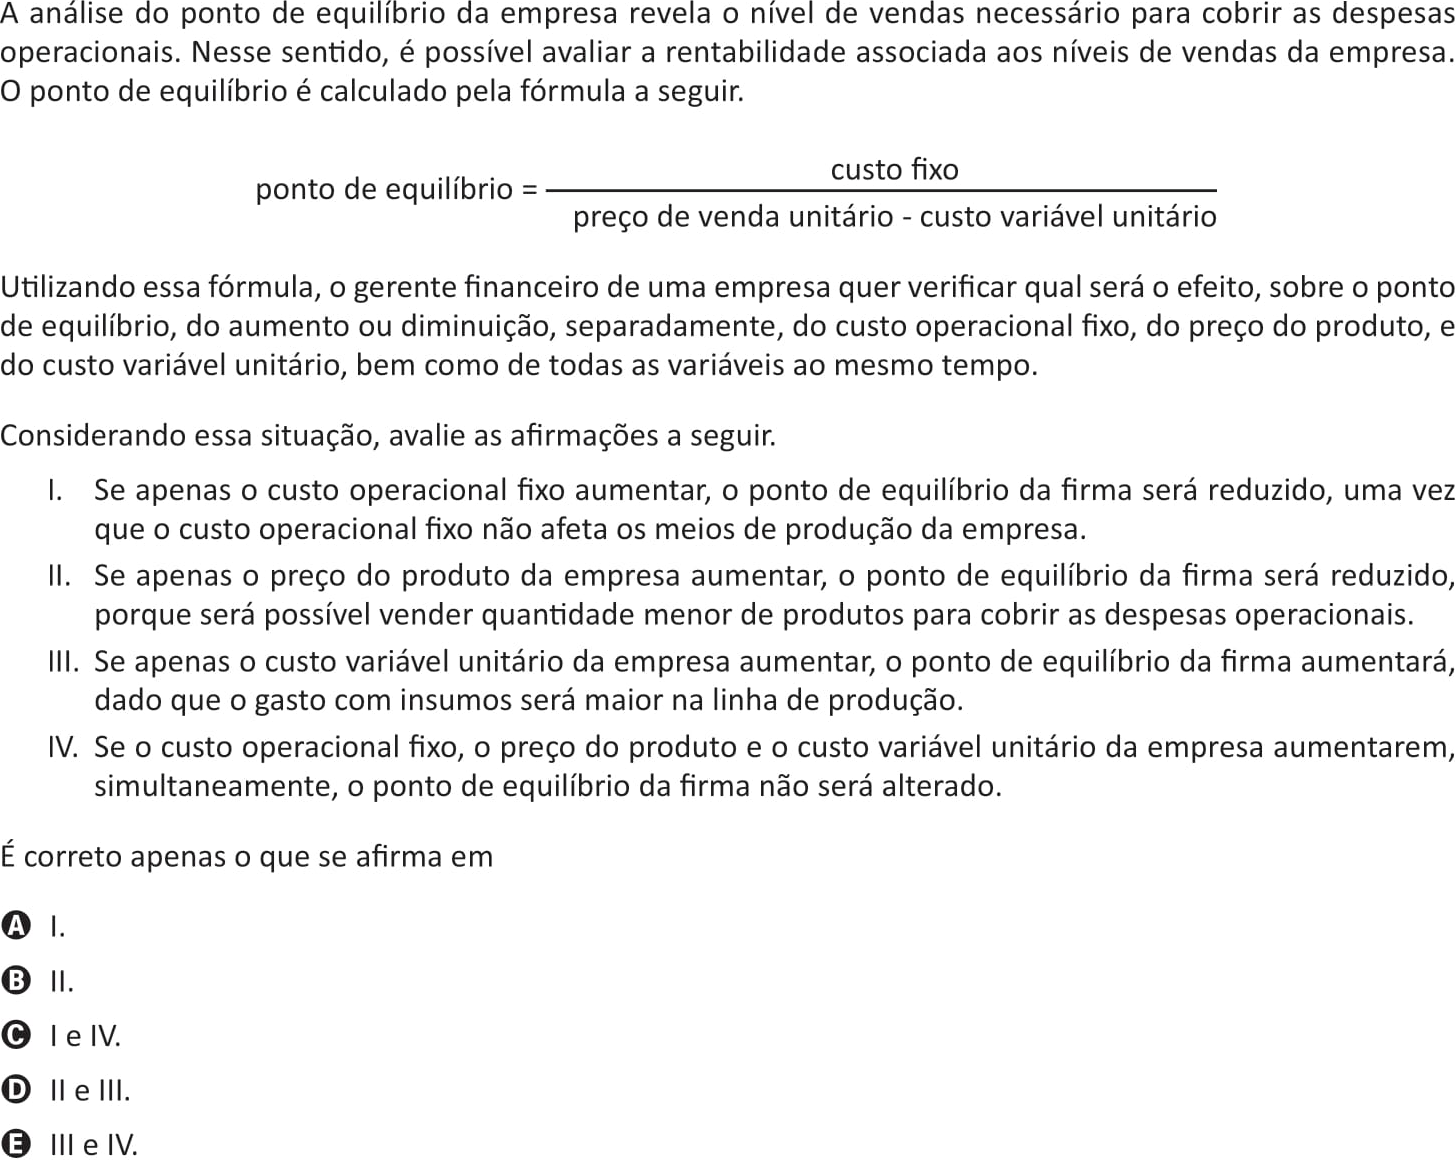 A análise do ponto de equilíbrio da empresa revela o nível de vendas necessário para cobrir as despesas
operacionais. Nesse sentido, é possível avaliar a rentabilidade associada aos níveis de vendas da empresa.
O ponto de equilíbrio é calculado pela fórmula a seguir.
custo fixo
ponto de equilíbrio =
preço de venda unitário - custo variável unitário
Utilizando essa fórmula, o gerente financeiro de uma empresa quer verificar qual será o efeito, sobre o ponto
de equilíbrio, do aumento ou diminuição, separadamente, do custo operacional fixo, do preço do produto, e
do custo variável unitário, bem como de todas as variáveis ao mesmo tempo.
Considerando essa situação, avalie as afirmações a seguir.
I. Se apenas o custo operacional fixo aumentar, o ponto de equilíbrio da firma será reduzido, uma vez
que o custo operacional fixo não afeta os meios de produção da empresa.
II. Se apenas o preço do produto da empresa aumentar, o ponto de equilíbrio da firma será reduzido,
porque será possível vender quantidade menor de produtos para cobrir as despesas operacionais.
III. Se apenas o custo variável unitário da empresa aumentar, o ponto de equilíbrio da firma aumentará,
dado que o gasto com insumos será maior na linha de produção.
IV. Se o custo operacional fixo, o preço do produto e o custo variável unitário da empresa aumentarem,
simultaneamente, o ponto de equilíbrio da firma não será alterado.
É correto apenas o que se afirma em
A I.
B II.
C I e IV.
D II e III.
E III e IV.